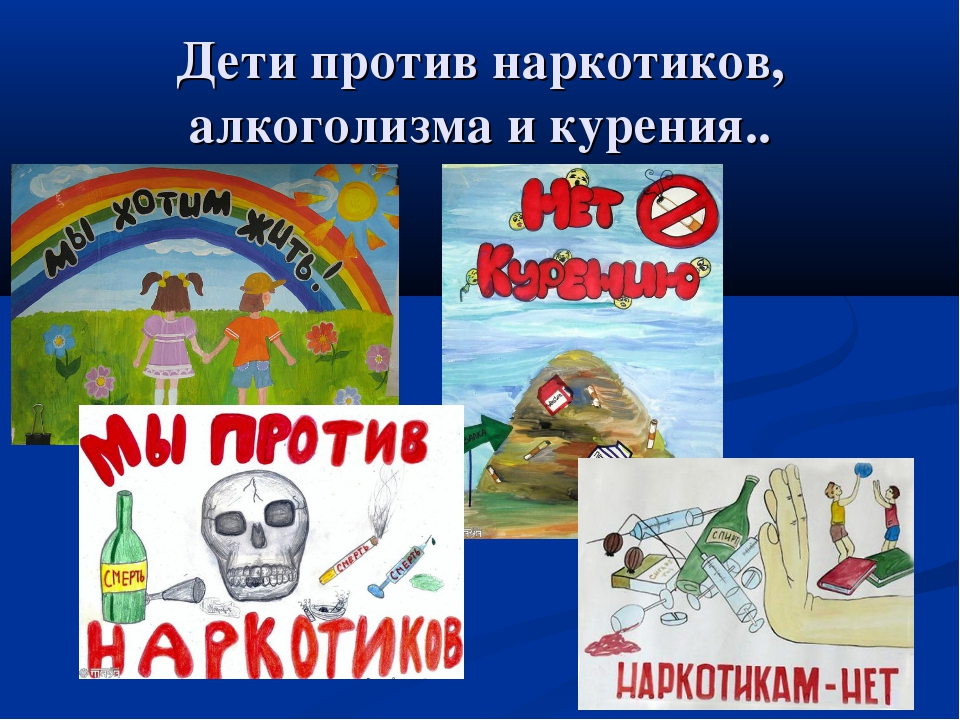 Дети против наркотиков,
алкоголизма и курения..
МЫ ХОТИМ ЖИТЬ!
НЕТ
КУРЕНИЮ
МЫ ПРОТИВ
СМЕРТЬ
СМЕРТЬ
СМЕРТЬ
НАРКОТИКОВ
СПИРТ
НАРКОТИКАМ-НЕТ